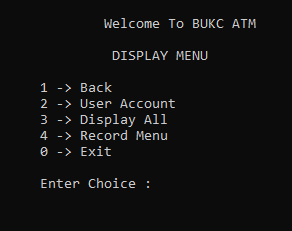 Welcome To BUKC ATM
DISPLAY MENU
1 -> Back
2 -> User Account
3 -> Display All
4 -> Record Menu
0 -> Exit
Enter Choice :